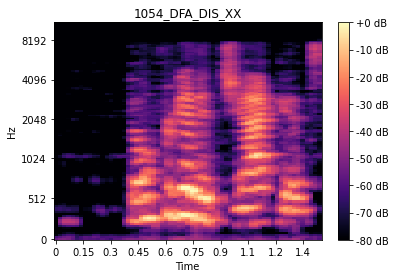 1054_DFA_DIS_XX
+0 dB
8192
-10 dB
4096
-20 dB
-30 dB
2048
Hz
-40 dB
1024
-50 dB
512
-60 dB
-70 dB
0
-80 dB
0 0.15 0.3 0.45 0.6 0.75 0.9 1.1 1.2 1.4
Time